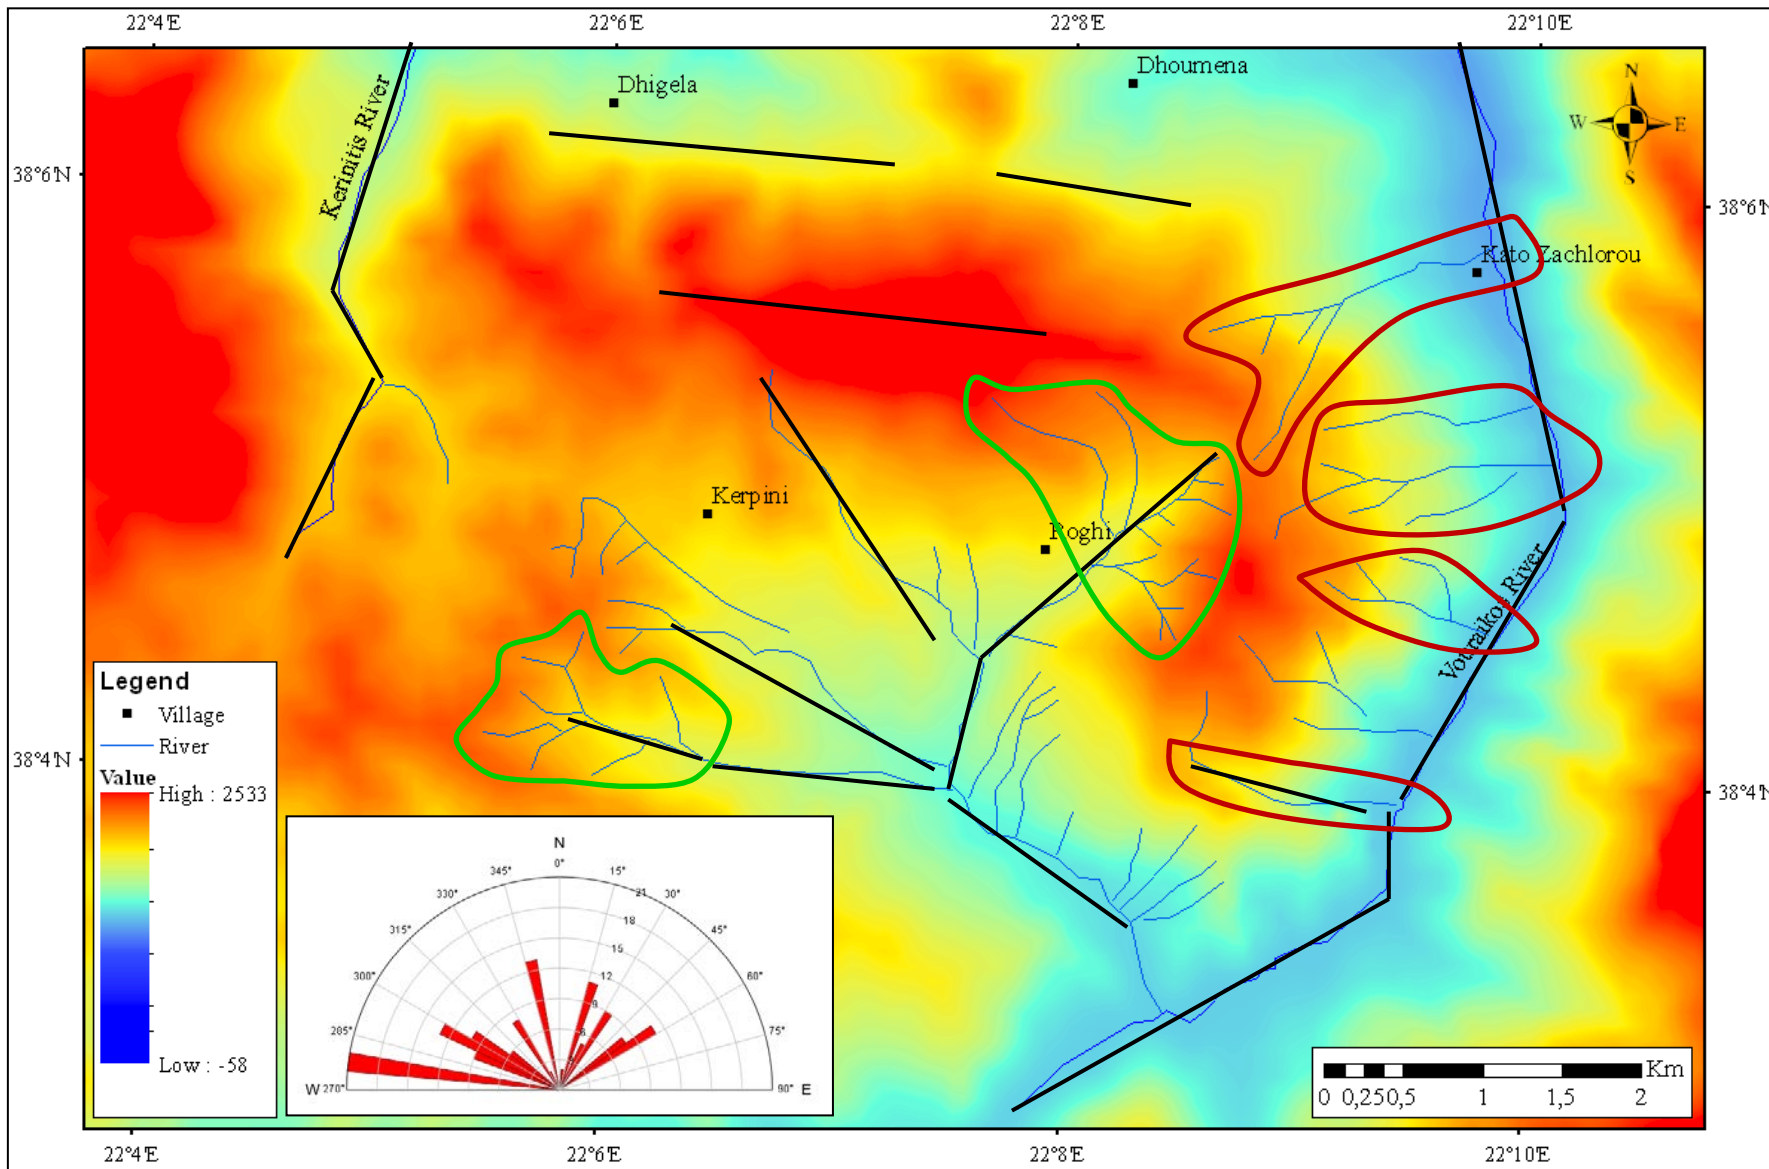 22°4'E 22°6'E 22°8'E 22°10'E
Dhigela
Dhoumena
N
W E
S
Kerinitis River
38°6'N
38°6'N
Kato Zachlorou
Kerpini
Roghi
Vouraikos River
Legend
Village
River
Value
High : 2533
Low : -58
38°4'N
38°4'N
N
0°
345° 15°
330° 21 30°
315° 18 45°
15
300° 12 60°
9
285° 75°
W 270° 90° E
Km
0 0,25 0,5 1 1,5 2
22°4'E 22°6'E 22°8'E 22°10'E